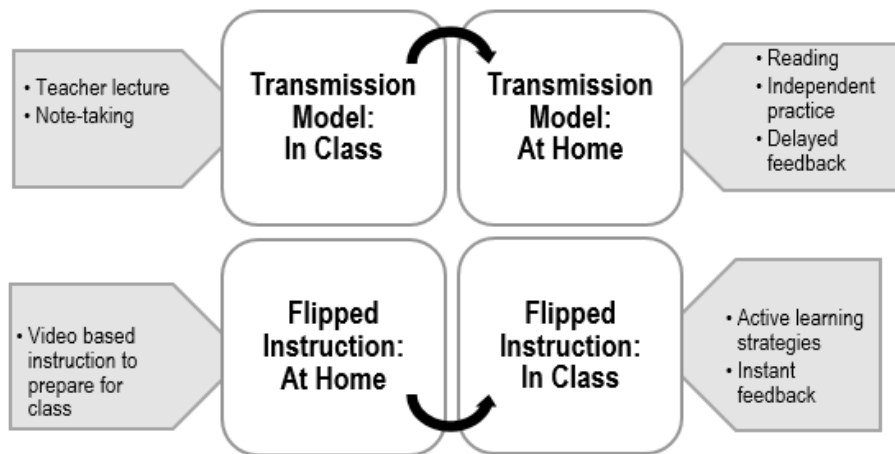 • Teacher lecture
• Note-taking
Transmission
Model:
In Class
Transmission
Model:
At Home
• Reading
• Independent
practice
• Delayed
feedback
• Video based
instruction to
prepare for
class
Flipped
Instruction:
At Home
Flipped
Instruction:
In Class
• Active learning
strategies
• Instant
feedback